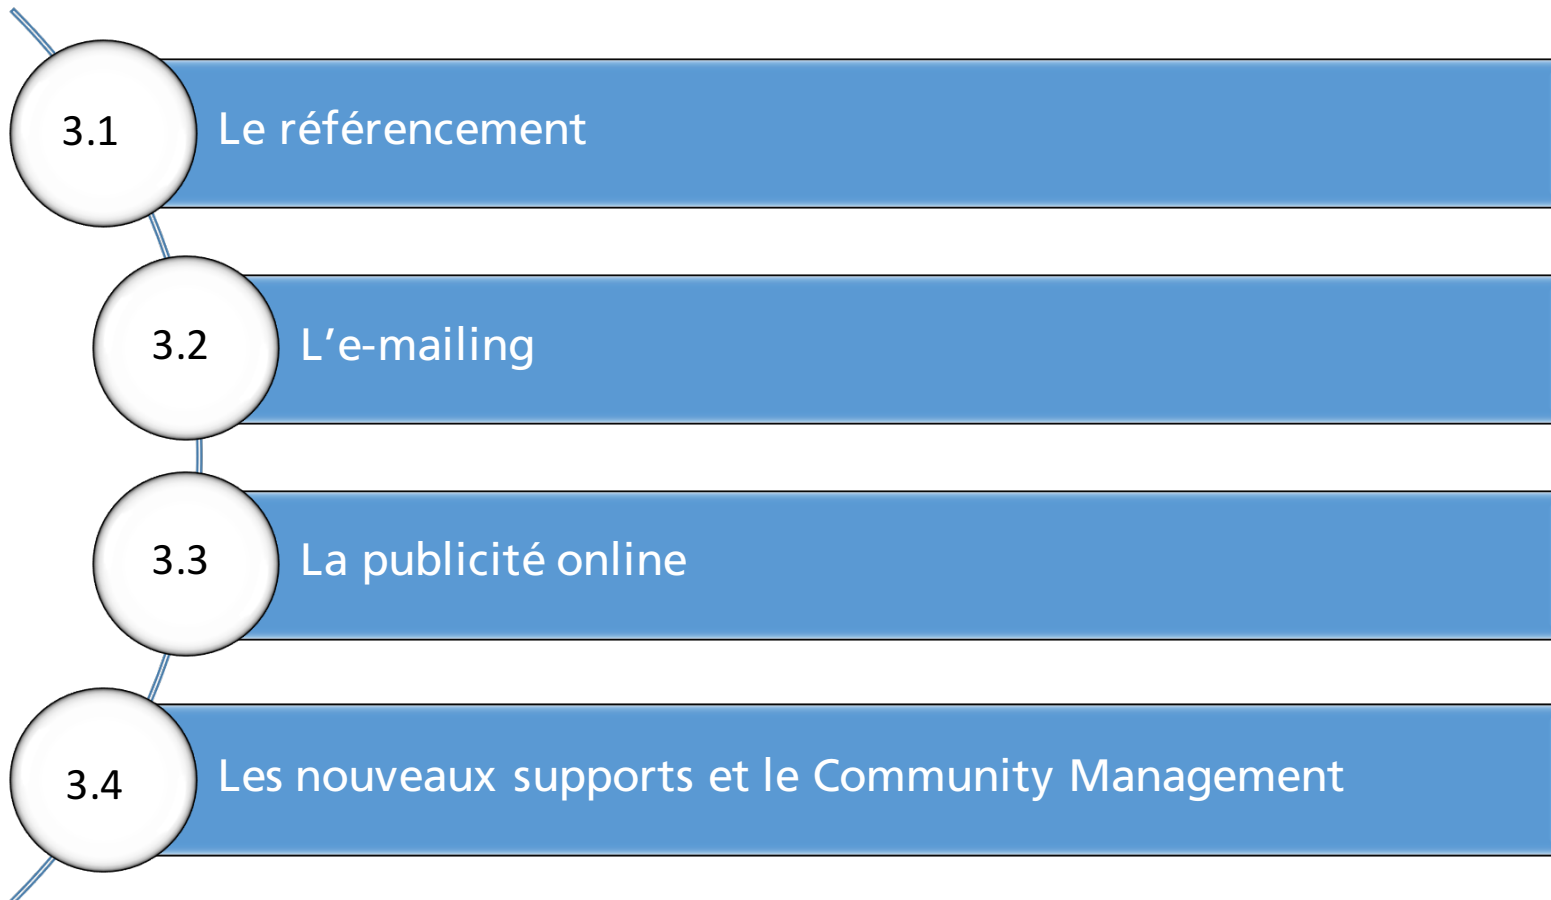 3.1
Le référencement
3.2
L’e-mailing
3.3
La publicité online
3.4
Les nouveaux supports et le Community Management